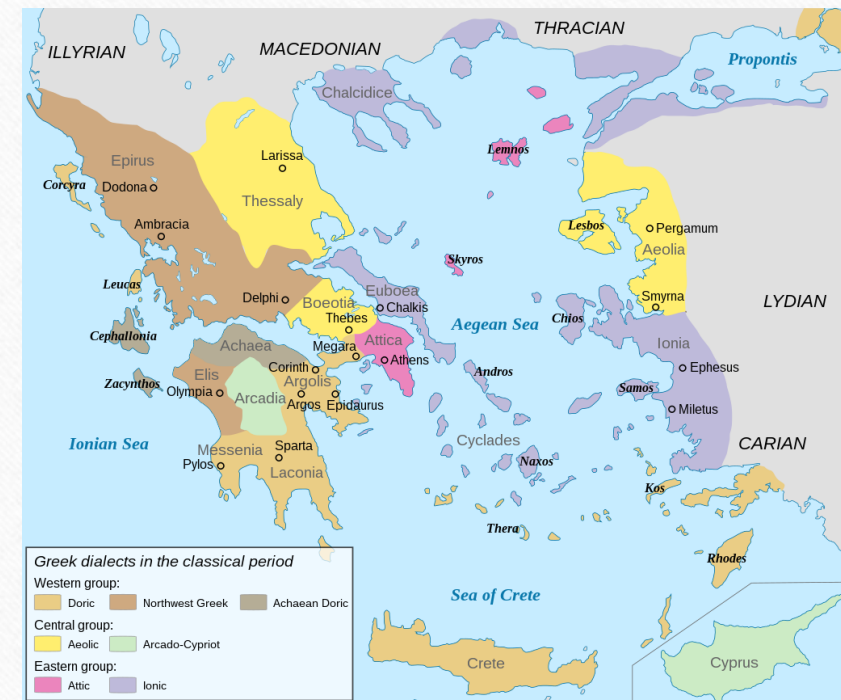 THRACIAN
ILLYRIAN
MACEDONIAN
Propontis
Chalcidice
Lemnos
Larissa
Epirus
Corcyra
Dodona
Thessaly
Ambracia
Lesbos
Pergamum
Aeolia
Skyros
Leucas
Delphi
Euboea
Boeotia
Chalkis
Smyrna
LYDIAN
Thebes
Chios
Aegean Sea
Cephallonia
Achaea
Megara
Attica
Ionia
Athens
Corinth
Ephesus
Zacynthos
Elis
Argolis
Andros
Olympia
Arcadia
Samos
Argos
Epidaurus
Miletus
Ionian Sea
Cyclades
CARIAN
Messenia
Sparta
Pylos
Naxos
Laconia
Kos
Thera
Rhodes
Greek dialects in the classical period
Western group:
Doric
Northwest Greek
Achaean Doric
Central group:
Aeolic
Arcado-Cypriot
Eastern group:
Attic
Ionic
Sea of Crete
Crete
Cyprus